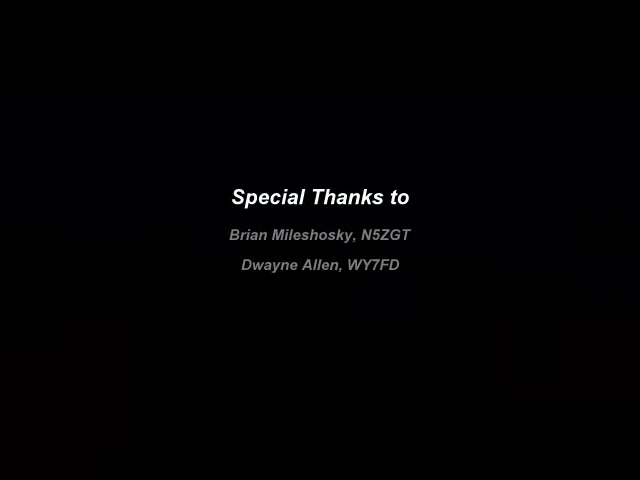 Special Thanks to
Brian Mileshosky, N5ZGT
Dwayne Allen, WY7FD